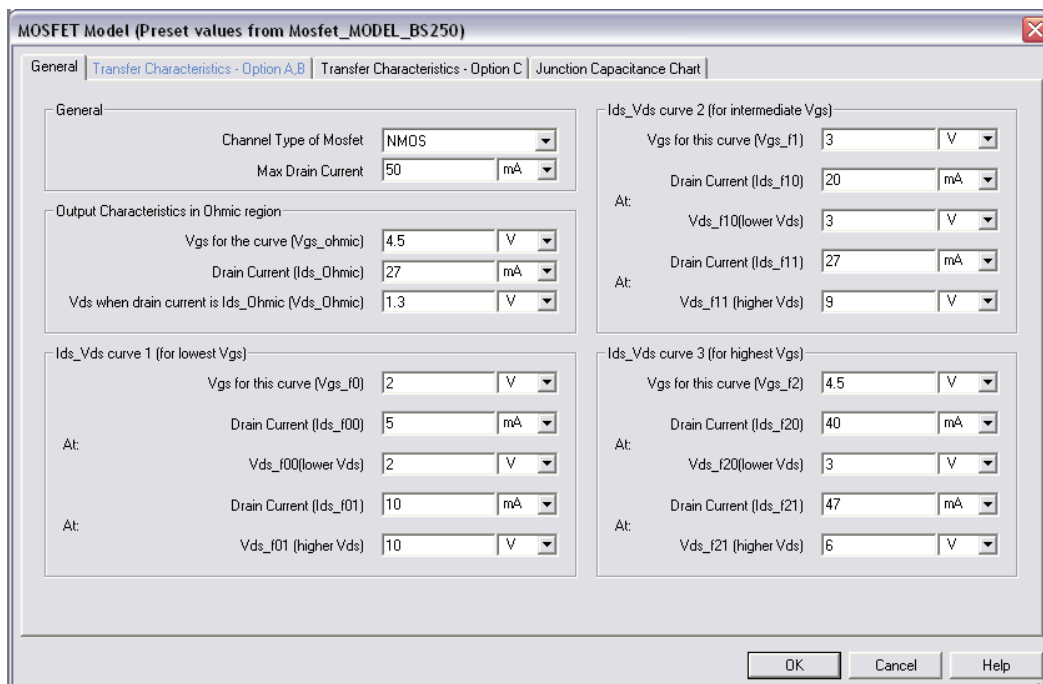 MOSFET Model (Preset values from Mosfet_MODEL_BS250)
General
Transfer Characteristics - Option A,B
Transfer Characteristics - Option C
Junction Capacitance Chart
General
Channel Type of Mosfet NMOS
Max Drain Current 50 mA
Output Characteristics in Ohmic region
Vgs for the curve (Vgs_ohmic) 4.5 V
Drain Current (Ids_Ohmic) 27 mA
Vds when drain current is Ids_Ohmic (Vds_Ohmic) 1.3 V
Ids_Vds curve 1 (for lowest Vgs)
Vgs for this curve (Vgs_f0) 2 V
Drain Current (Ids_f00) 5 mA
At:
Vds_f00(lower Vds) 2 V
Drain Current (Ids_f01) 10 mA
At:
Vds_f01 (higher Vds) 10 V
Ids_Vds curve 2 (for intermediate Vgs)
Vgs for this curve (Vgs_f1) 3 V
Drain Current (Ids_f10) 20 mA
At:
Vds_f10(lower Vds) 3 V
Drain Current (Ids_f11) 27 mA
At:
Vds_f11 (higher Vds) 9 V
Ids_Vds curve 3 (for highest Vgs)
Vgs for this curve (Vgs_f2) 4.5 V
Drain Current (Ids_f20) 40 mA
At:
Vds_f20(lower Vds) 3 V
Drain Current (Ids_f21) 47 mA
At:
Vds_f21 (higher Vds) 6 V
OK
Cancel
Help